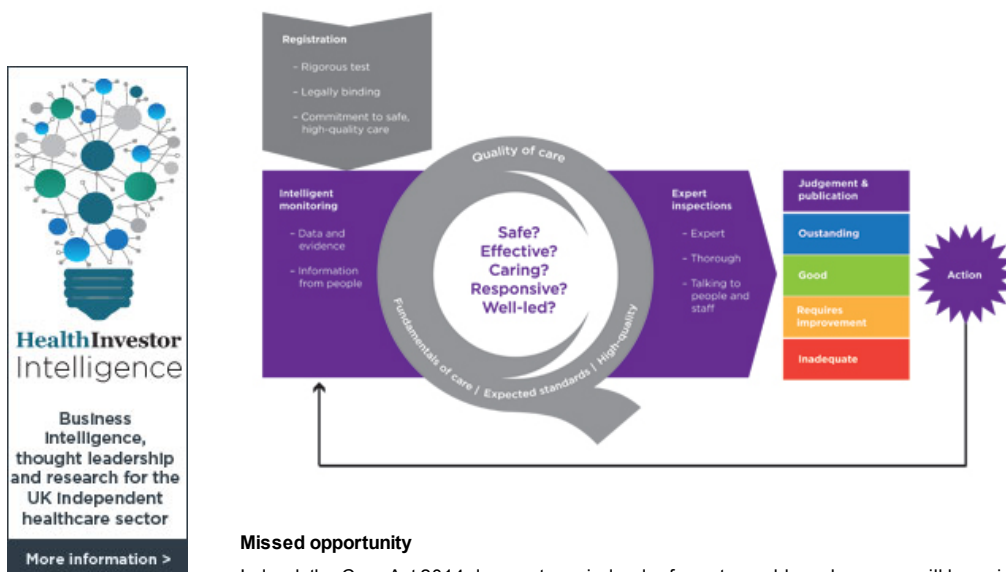 HealthInvestor
Intelligence
Business
Intelligence,
thought leadership
and research for the
UK Independent
healthcare sector
More information >
Registration
– Rigorous test
– Legally binding
– Commitment to safe,
high-quality care
Intelligent
monitoring
– Data and
evidence
– Information
from people
Quality of care
Safe?
Effective?
Caring?
Responsive?
Well-led?
Fundamentals of care | Expected standards | High-quality
Expert
inspections
– Expert
– Thorough
– Talking to
people and
staff
Judgement &
publication
Oustanding
Good
Requires
Improvement
Inadequate
Action
Missed opportunity